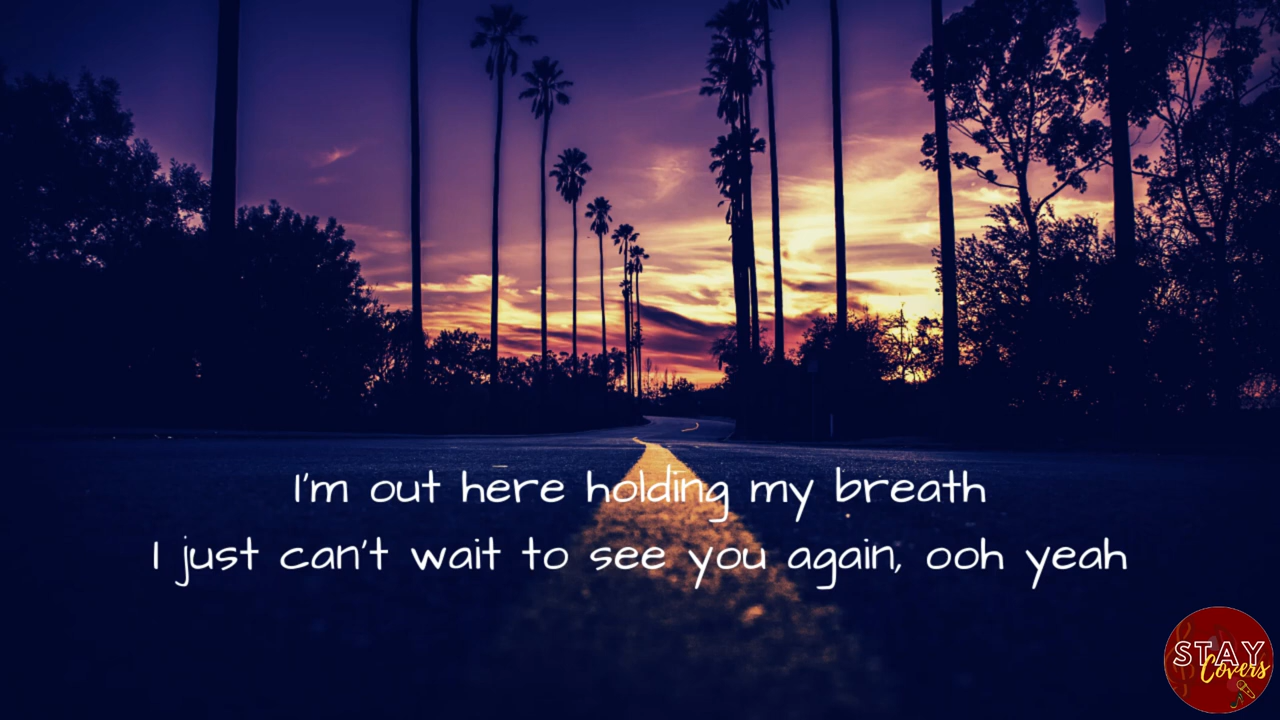 I'm out here holding my breath
I just can't wait to see you again, ooh yeah
STAY
Covers